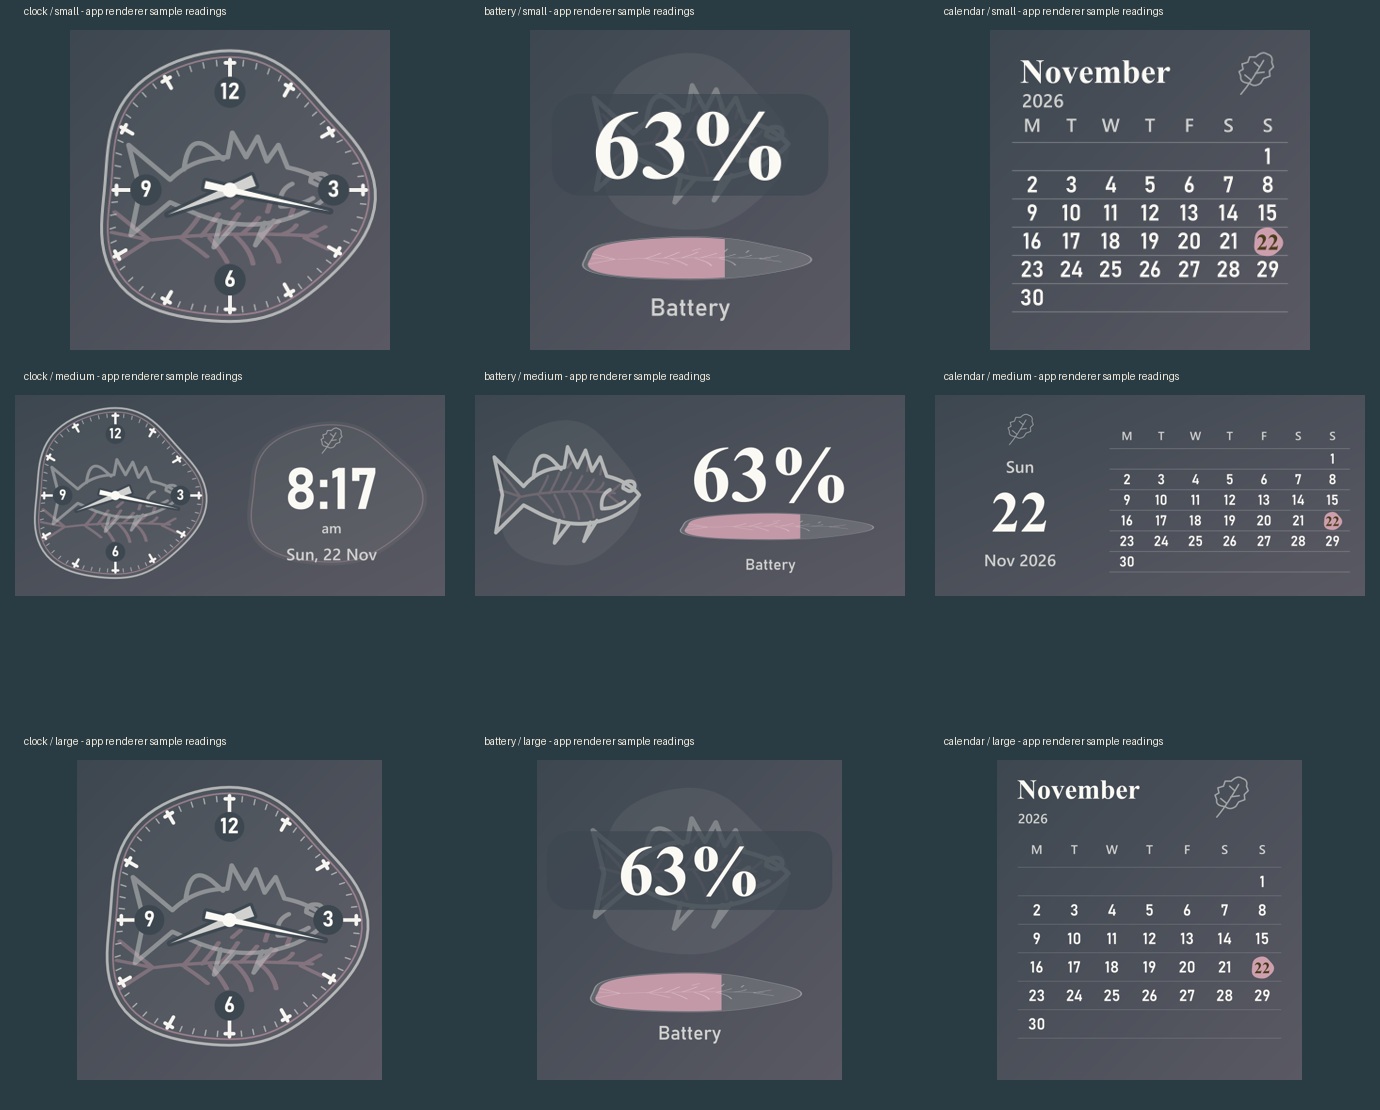 clock / small - app renderer sample readings
12
9
3
6
battery / small - app renderer sample readings
63%
Battery
calendar / small - app renderer sample readings
November
2026
M T W T F S S
1
2 3 4 5 6 7 8
9 10 11 12 13 14 15
16 17 18 19 20 21 22
23 24 25 26 27 28 29
30
clock / medium - app renderer sample readings
12
9
3
6
8:17
am
Sun, 22 Nov
battery / medium - app renderer sample readings
63%
Battery
calendar / medium - app renderer sample readings
Sun
22
Nov 2026
M T W T F S S
1
2 3 4 5 6 7 8
9 10 11 12 13 14 15
16 17 18 19 20 21 22
23 24 25 26 27 28 29
30
clock / large - app renderer sample readings
12
9
3
6
battery / large - app renderer sample readings
63%
Battery
calendar / large - app renderer sample readings
November
2026
M T W T F S S
1
2 3 4 5 6 7 8
9 10 11 12 13 14 15
16 17 18 19 20 21 22
23 24 25 26 27 28 29
30